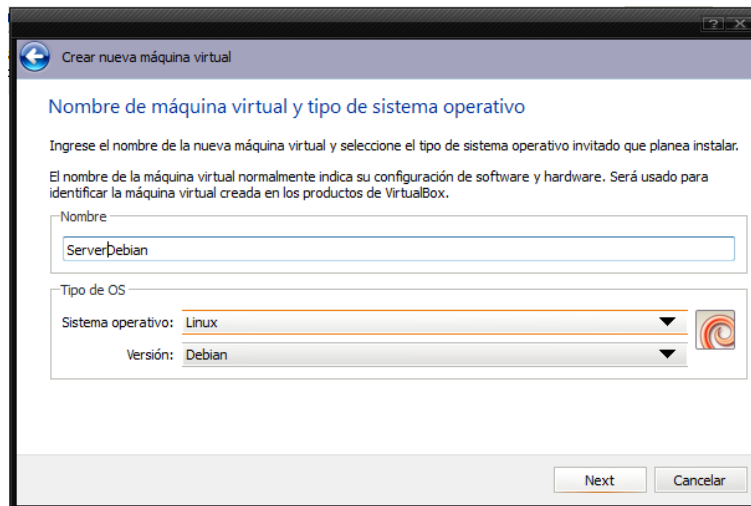 ? X
Crear nueva máquina virtual
Nombre de máquina virtual y tipo de sistema operativo
Ingrese el nombre de la nueva máquina virtual y seleccione el tipo de sistema operativo invitado que planea instalar.
El nombre de la máquina virtual normalmente indica su configuración de software y hardware. Será usado para
identificar la máquina virtual creada en los productos de VirtualBox.
Nombre
ServerDebian
Tipo de OS
Sistema operativo: Linux
Versión: Debian
Next Cancelar